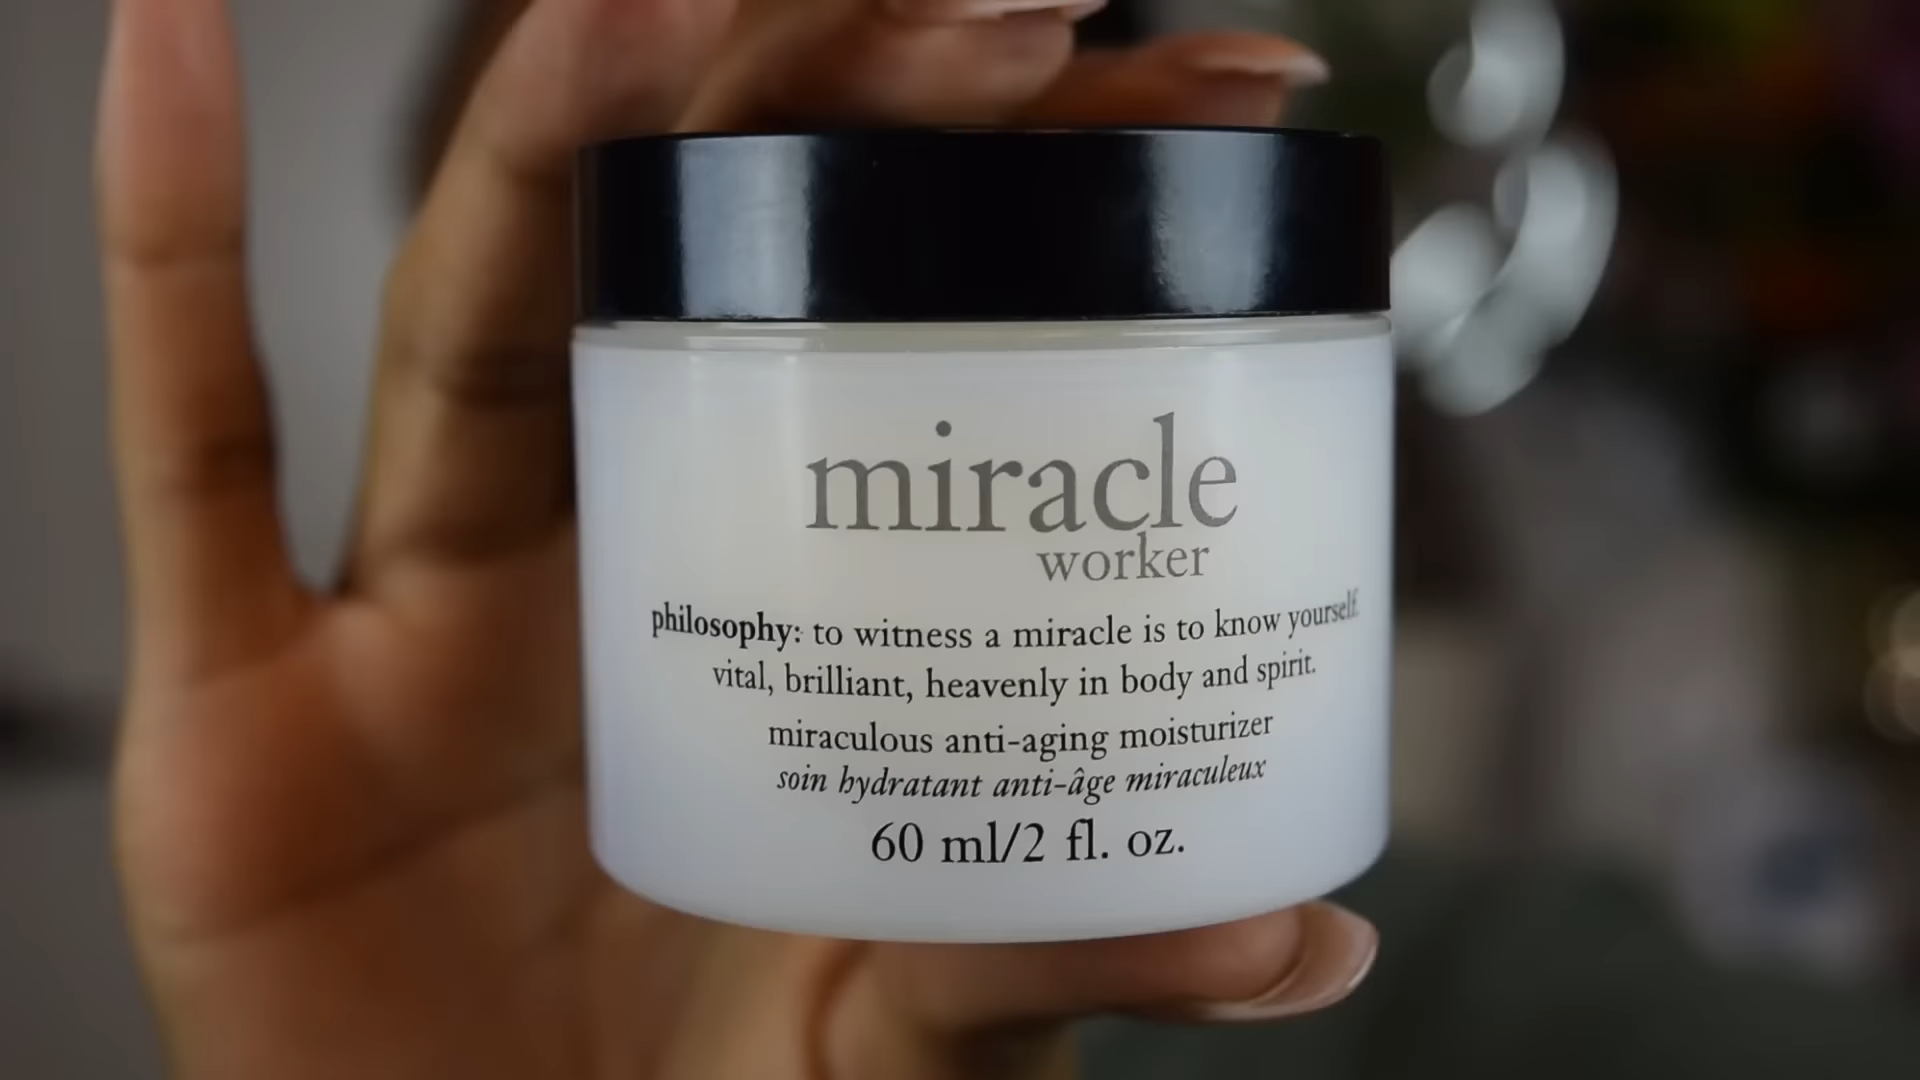 miracle
worker
philosophy: to witness a miracle is to know yourself.
vital, brilliant, heavenly in body and spirit.
miraculous anti-aging moisturizer
soin hydratant anti-âge miraculeux
60 ml/2 fl. oz.